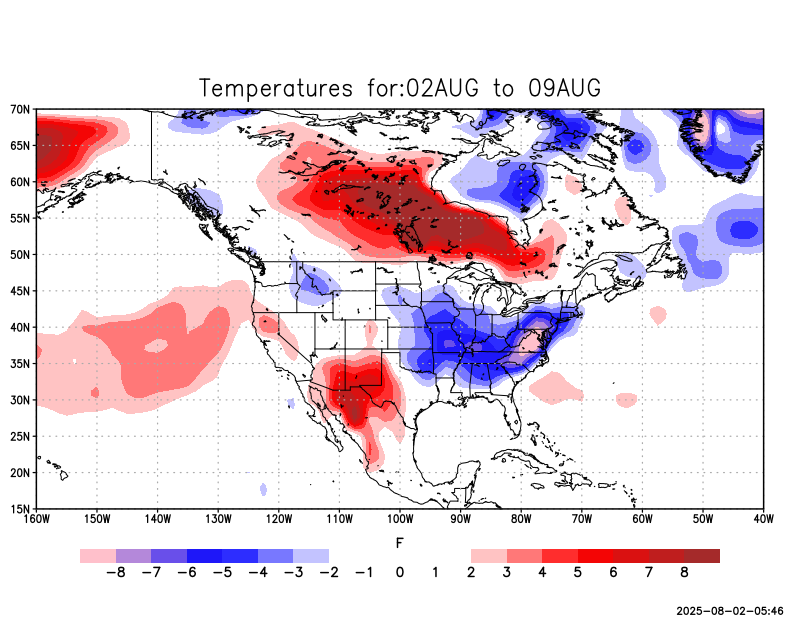 Temperatures for:02AUG to 09AUG
70N
65N
60N
55N
50N
45N
40N
35N
30N
25N
20N
15N
160W 150W 140W 130W 120W 110W 100W 90W 80W 70W 60W 50W 40W
F
−8 −7 −6 −5 −4 −3 −2 −1 0 1 2 3 4 5 6 7 8
2025-08-02-05:46